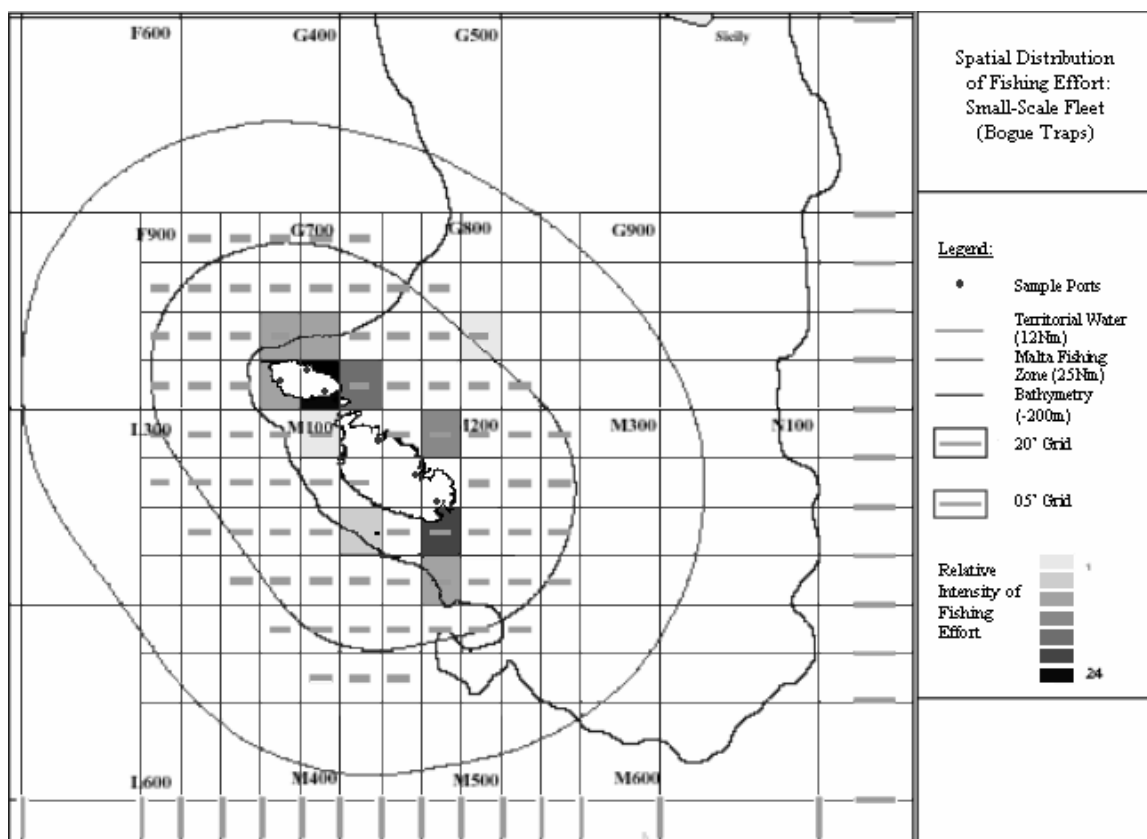 F600
G400
G500
Sicily
Spatial Distribution
of Fishing Effort:
Small-Scale Fleet
(Bogue Traps)
F900
G700
G800
G900
Legend:
Sample Ports
Territorial Water
(12Nm)
Malta Fishing
Zone (25Nm)
Bathymetry
(-200m)
L300
M100
I200
M300
N100
20' Grid
05' Grid
Relative
Intensity of
Fishing
Effort
1
24
L600
M400
M500
M600